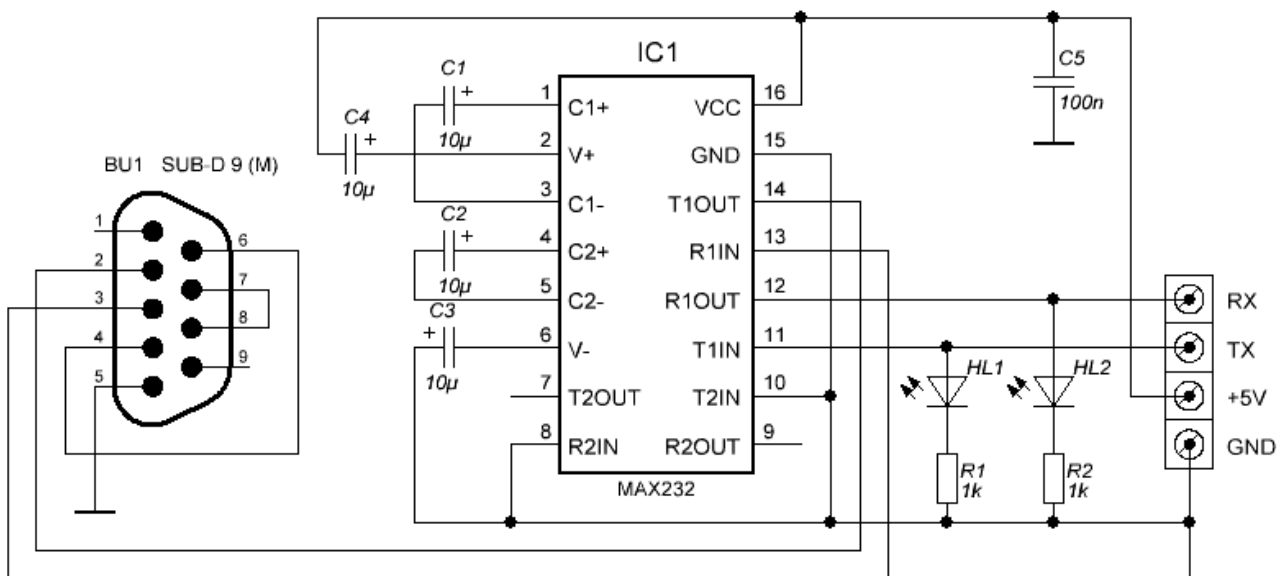 IC1
C1
+
10µ
C4
+
10µ
C2
+
10µ
C3
+
10µ
C5
100n
BU1 SUB-D 9 (M)
1
2
3
4
5
6
7
8
9
1 C1+ VCC 16
2 V+ GND 15
3 C1- T1OUT 14
4 C2+ R1IN 13
5 C2- R1OUT 12
6 V- T1IN 11
7 T2OUT T2IN 10
8 R2IN R2OUT 9
MAX232
HL1
HL2
R1
1k
R2
1k
RX
TX
+5V
GND